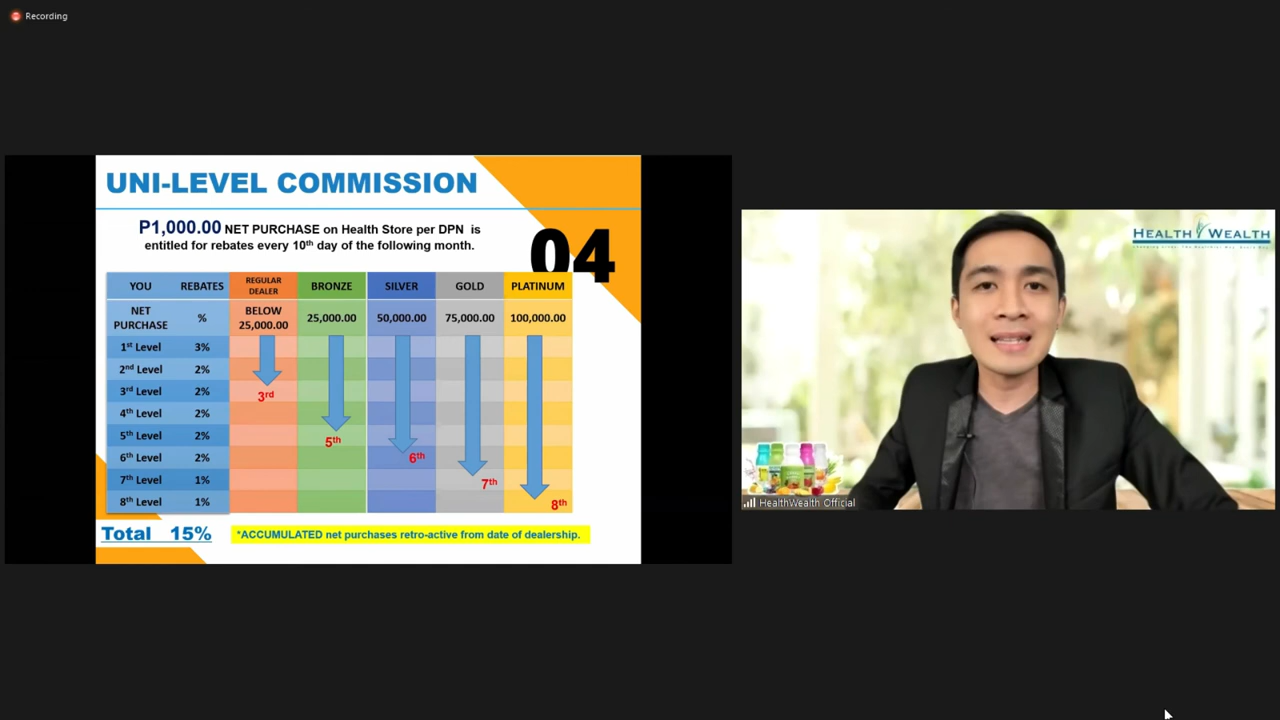 Recording
UNI-LEVEL COMMISSION
P1,000.00 NET PURCHASE on Health Store per DPN is
entitled for rebates every 10th day of the following month.
04
YOU REBATES REGULAR DEALER BRONZE SILVER GOLD PLATINUM
NET PURCHASE % BELOW 25,000.00 25,000.00 50,000.00 75,000.00 100,000.00
1st Level 3%
2nd Level 2%
3rd Level 2% 3rd
4th Level 2%
5th Level 2% 5th
6th Level 2% 6th
7th Level 1% 7th
8th Level 1% 8th
Total 15%
*ACCUMULATED net purchases retro-active from date of dealership.
HEALTH WEALTH
HealthWealth Official